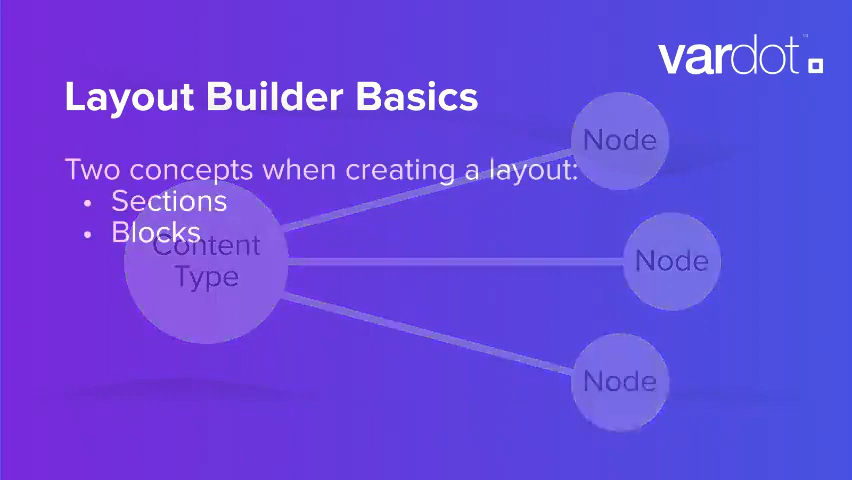 vardot
Layout Builder Basics
Two concepts when creating a layout:
• Sections
• Blocks
Content
Type
Node
Node
Node